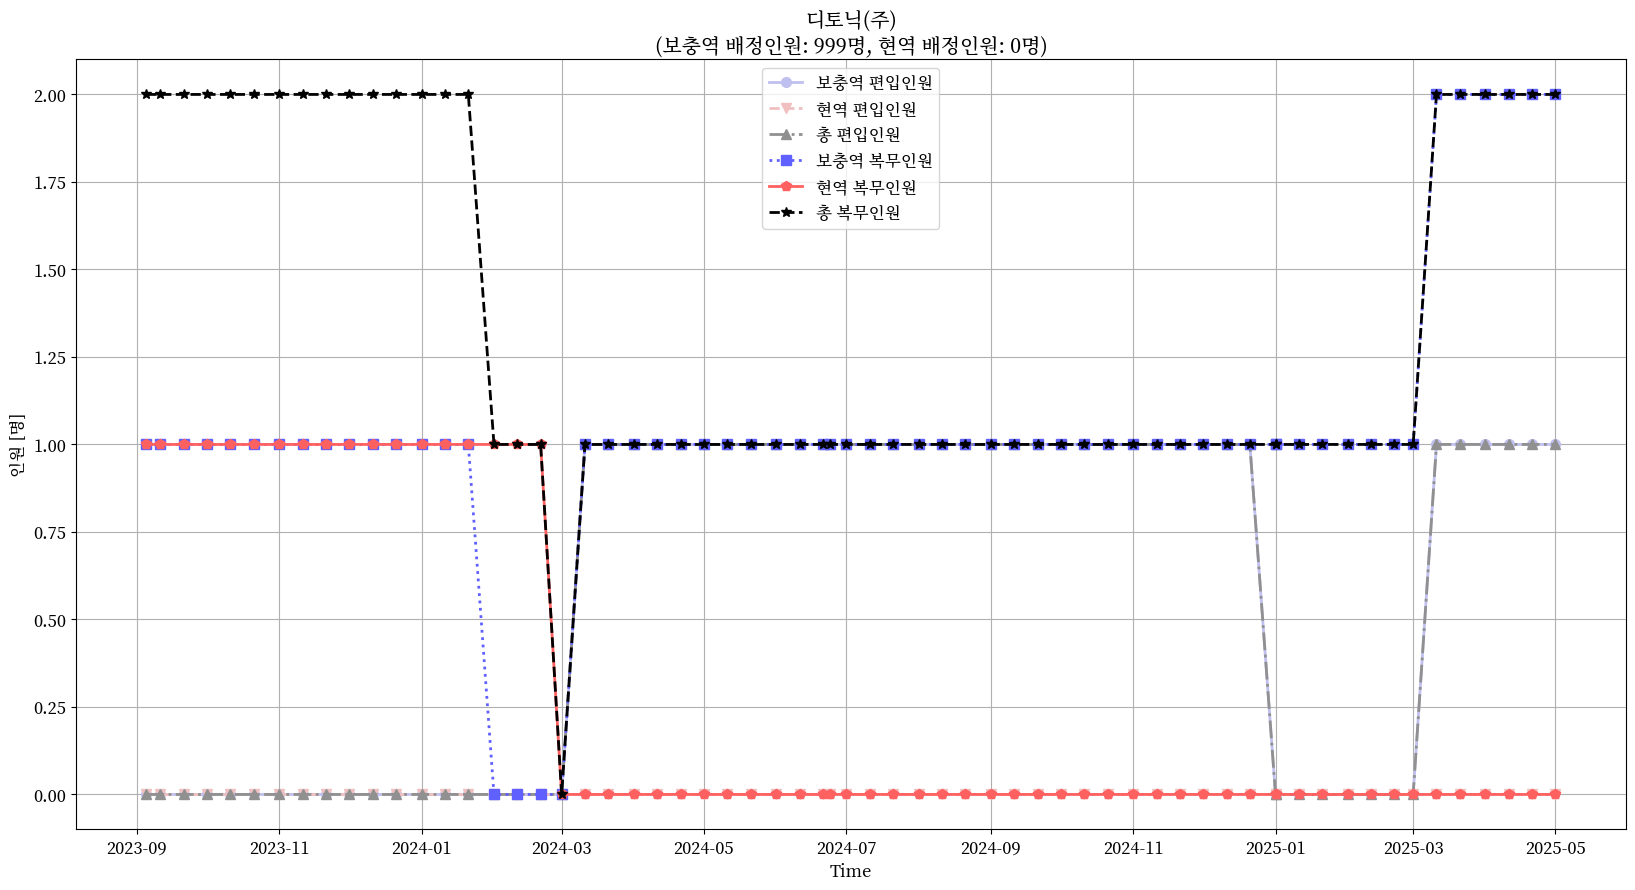 디토닉(주)
(보충역 배정인원: 999명, 현역 배정인원: 0명)
보충역 편입인원
현역 편입인원
총 편입인원
보충역 복무인원
현역 복무인원
총 복무인원
인원 [명]
2.00
1.75
1.50
1.25
1.00
0.75
0.50
0.25
0.00
2023-09 2023-11 2024-01 2024-03 2024-05 2024-07 2024-09 2024-11 2025-01 2025-03 2025-05
Time